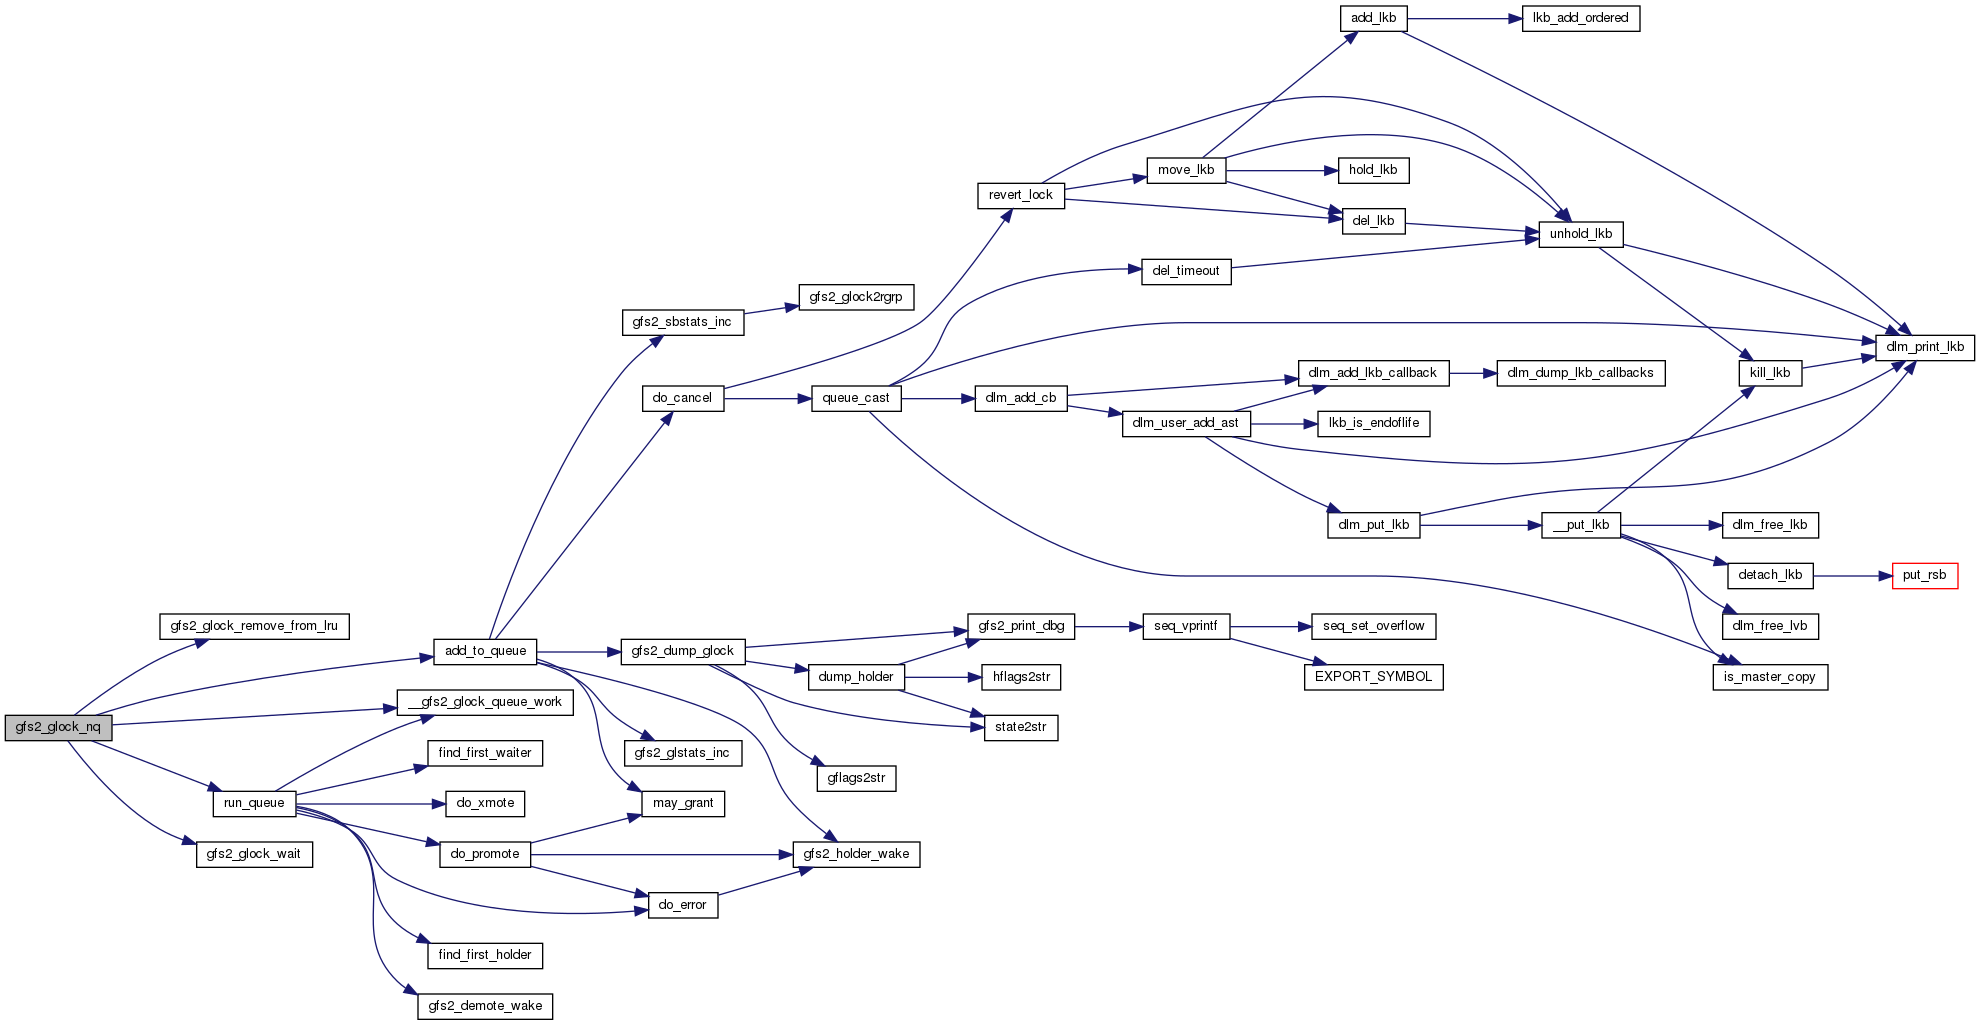 add_lkb
lkb_add_ordered
move_lkb
hold_lkb
revert_lock
del_lkb
unhold_lkb
del_timeout
gfs2_glock2rgrp
gfs2_sbstats_inc
dlm_print_lkb
dlm_add_lkb_callback
dlm_dump_lkb_callbacks
kill_lkb
do_cancel
queue_cast
dlm_add_cb
dlm_user_add_ast
lkb_is_endoflife
dlm_put_lkb
__put_lkb
dlm_free_lkb
detach_lkb
put_rsb
gfs2_glock_remove_from_lru
gfs2_print_dbg
seq_vprintf
seq_set_overflow
dlm_free_lvb
add_to_queue
gfs2_dump_glock
dump_holder
hflags2str
EXPORT_SYMBOL
is_master_copy
__gfs2_glock_queue_work
gfs2_glock_nq
state2str
find_first_waiter
gfs2_glstats_inc
gflags2str
run_queue
do_xmote
may_grant
gfs2_glock_wait
do_promote
gfs2_holder_wake
do_error
find_first_holder
gfs2_demote_wake